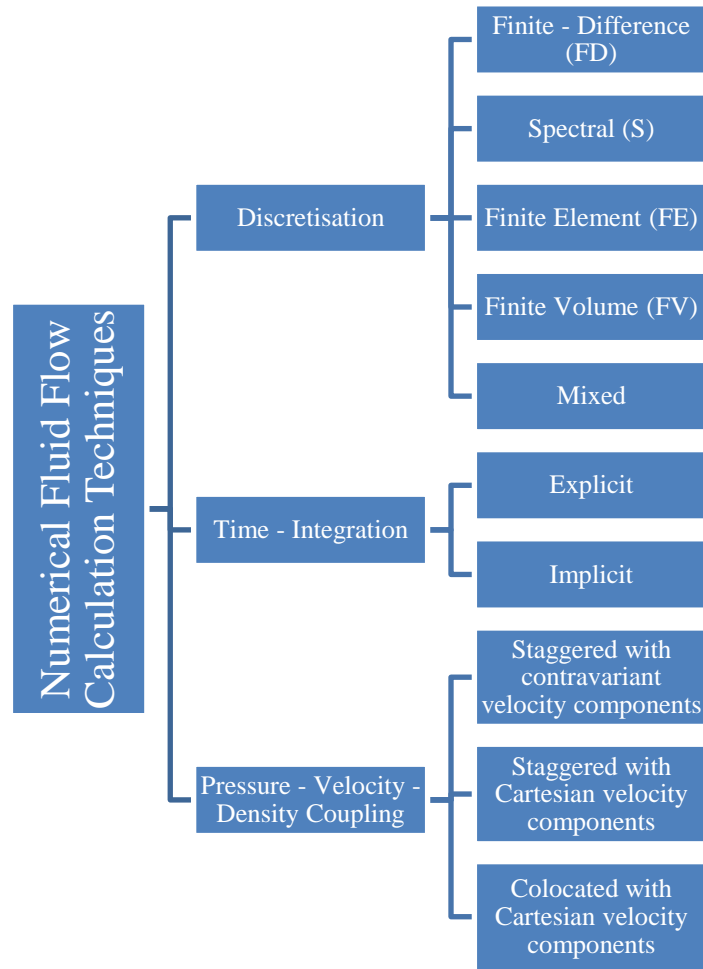 Numerical Fluid Flow
Calculation Techniques
Discretisation
Finite - Difference
(FD)
Spectral (S)
Finite Element (FE)
Finite Volume (FV)
Mixed
Time - Integration
Explicit
Implicit
Pressure - Velocity -
Density Coupling
Staggered with
contravariant
velocity components
Staggered with
Cartesian velocity
components
Colocated with
Cartesian velocity
components